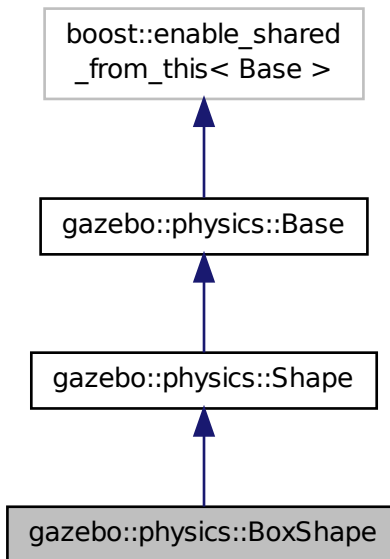 boost::enable_shared
_from_this< Base >
gazebo::physics::Base
gazebo::physics::Shape
gazebo::physics::BoxShape